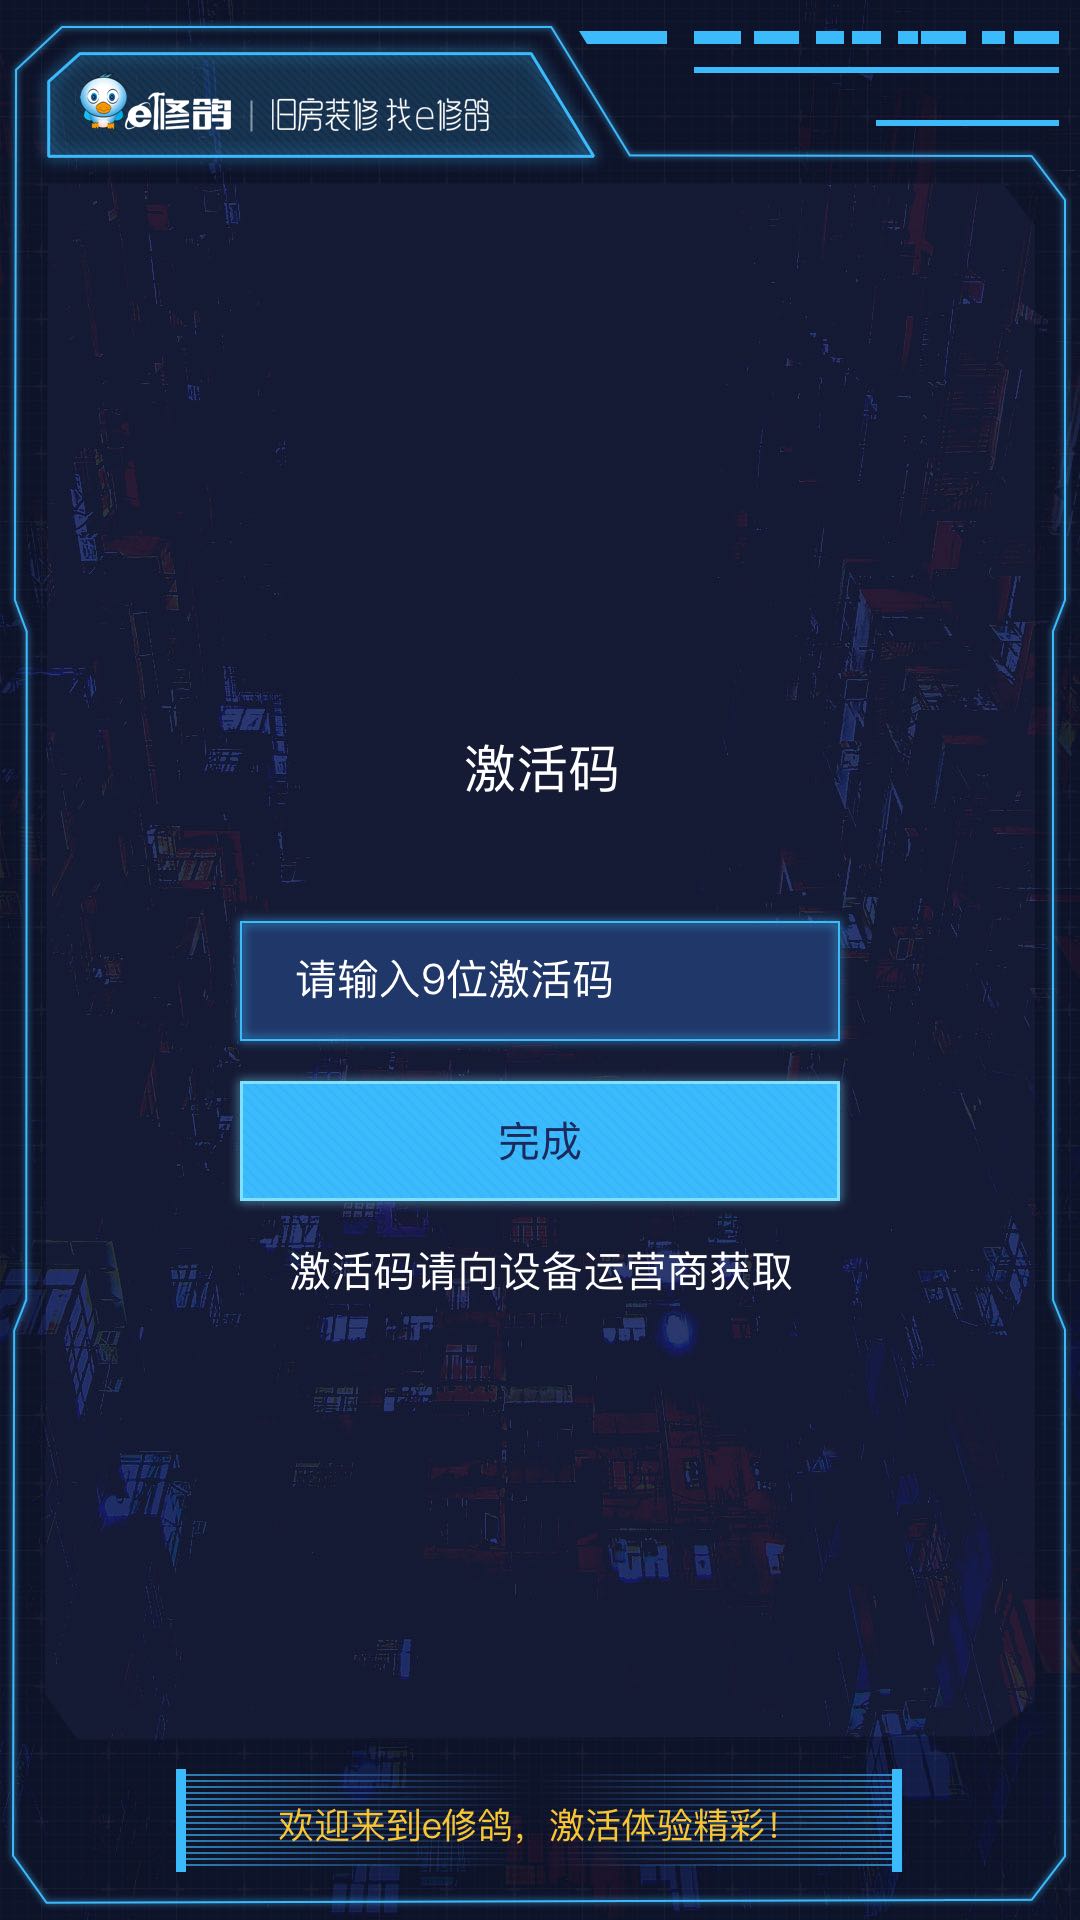 e修鸽 | 旧房装修 找e修鸽
激活码
请输入9位激活码
完成
激活码请向设备运营商获取
欢迎来到e修鸽，激活体验精彩！